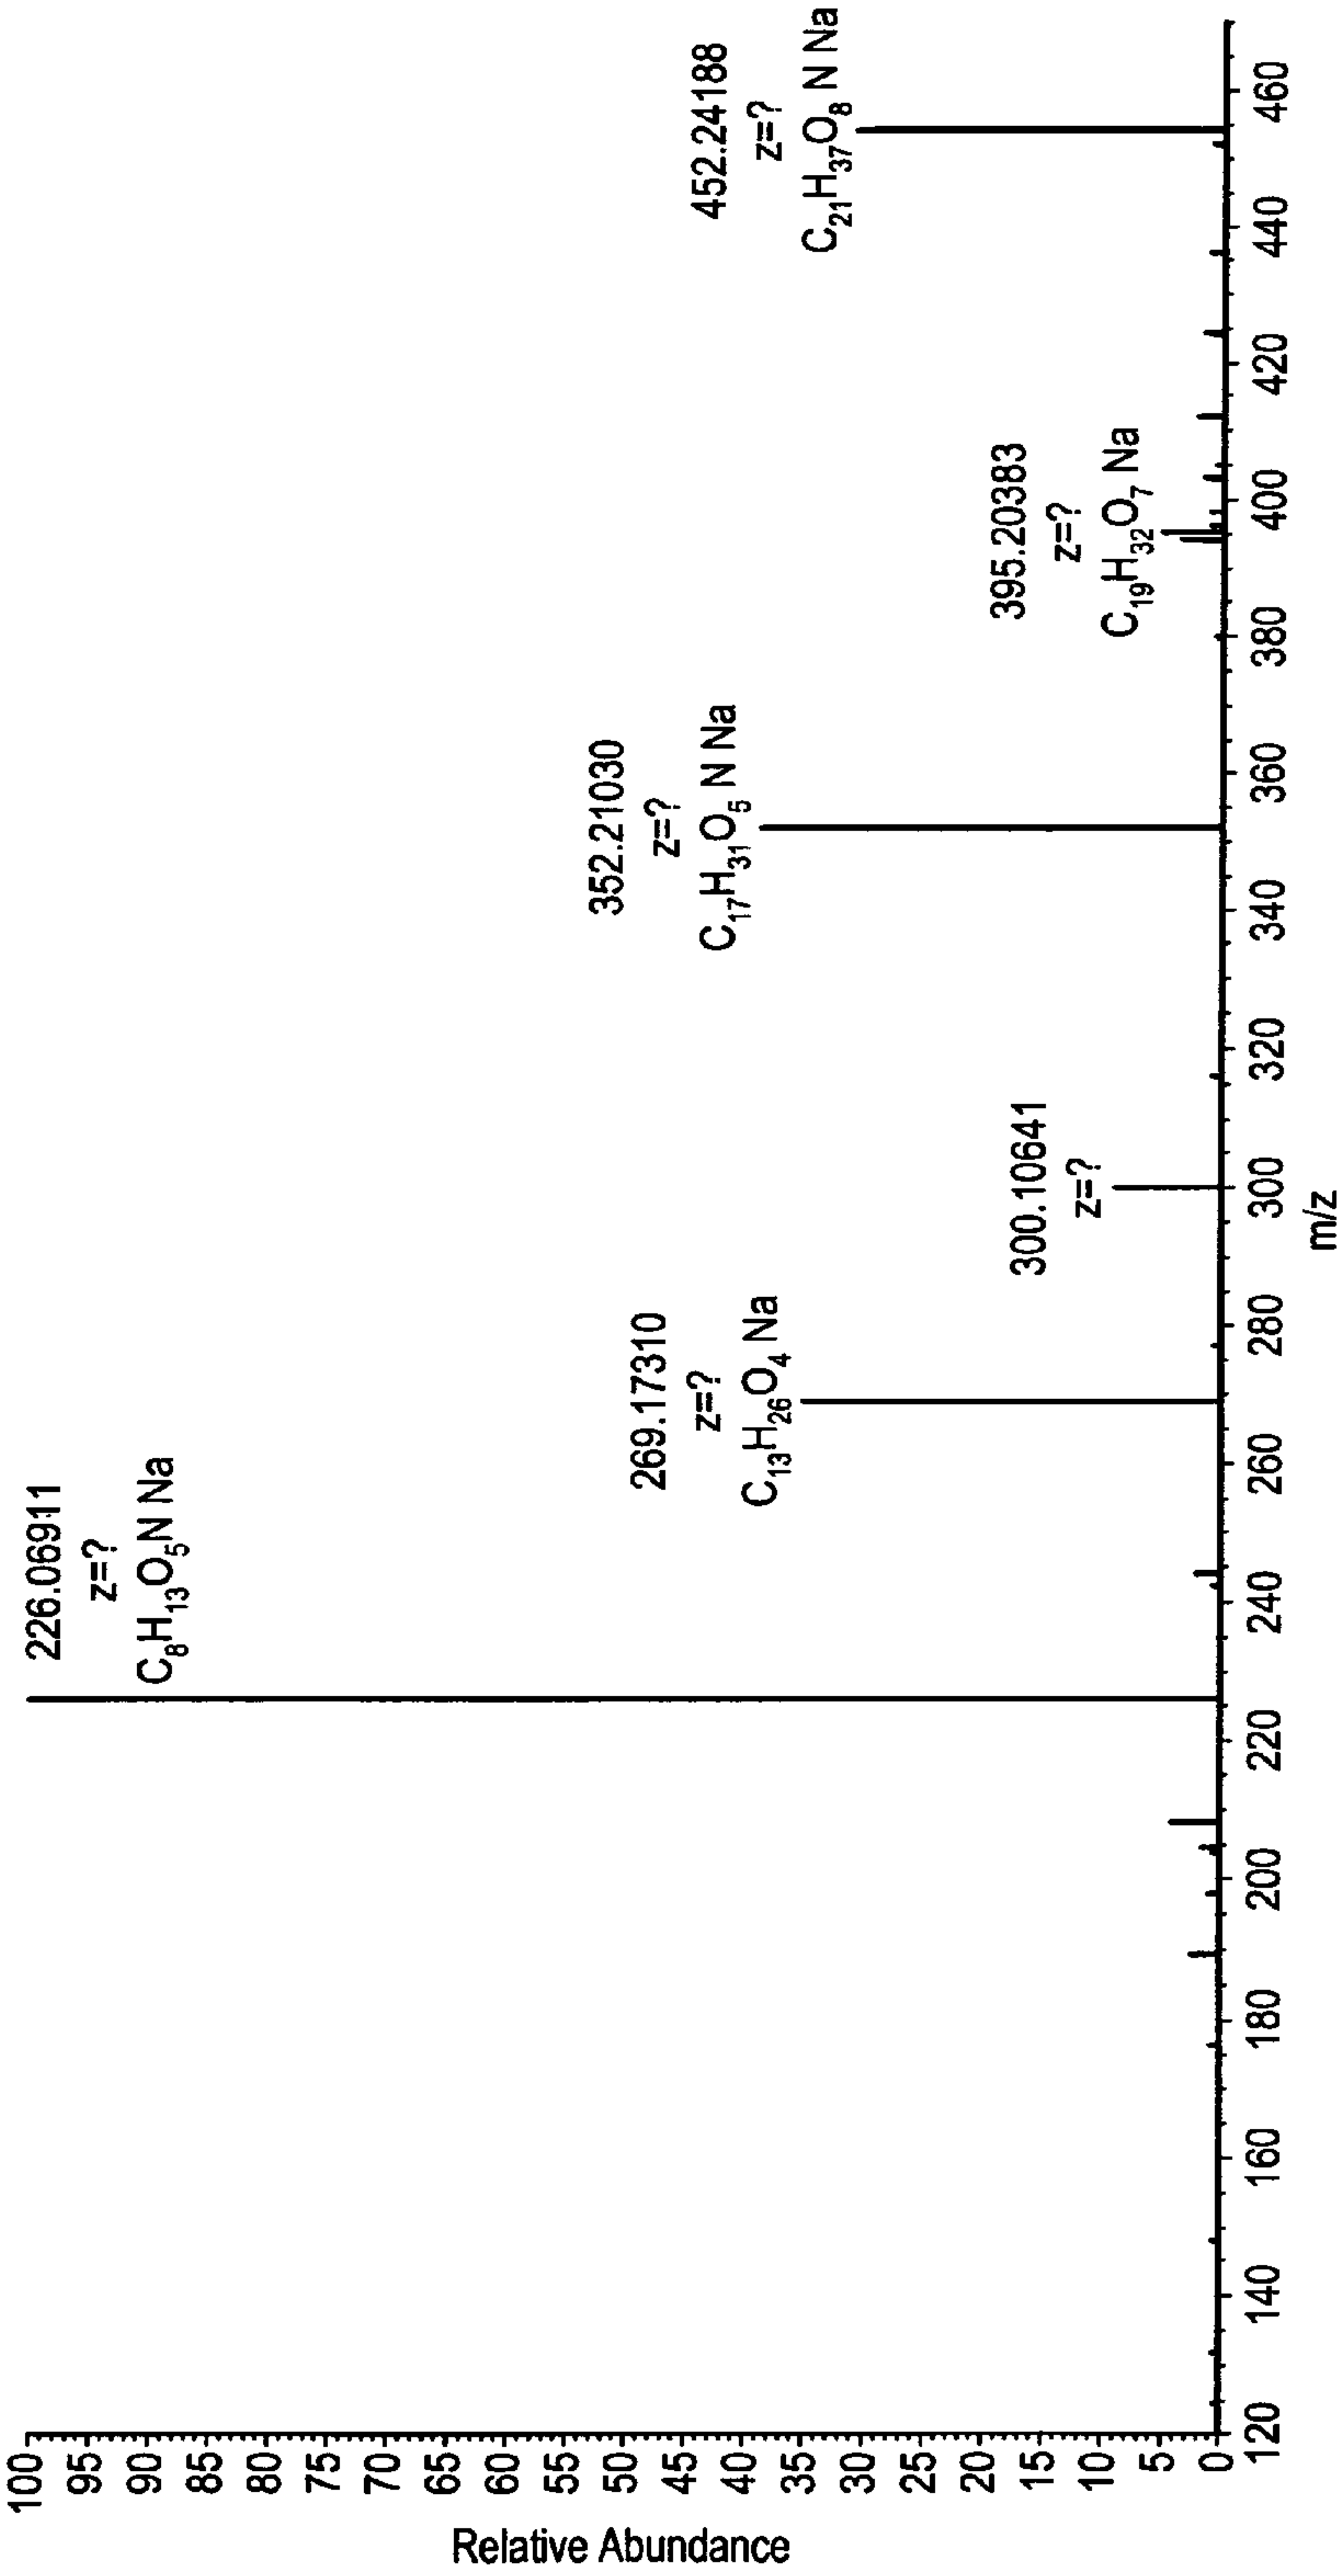 Relative Abundance
100
95
90
85
80
75
70
65
60
55
50
45
40
35
30
25
20
15
10
5
0
226.06911
z=?
C8H13O5N Na
269.17310
z=?
C13H26O4 Na
300.10641
z=?
352.21030
z=?
C17H31O5 N Na
395.20383
z=?
C19H32O7 Na
452.24188
z=?
C21H37O8 N Na
120 140 160 180 200 220 240 260 280 300 320 340 360 380 400 420 440 460
m/z